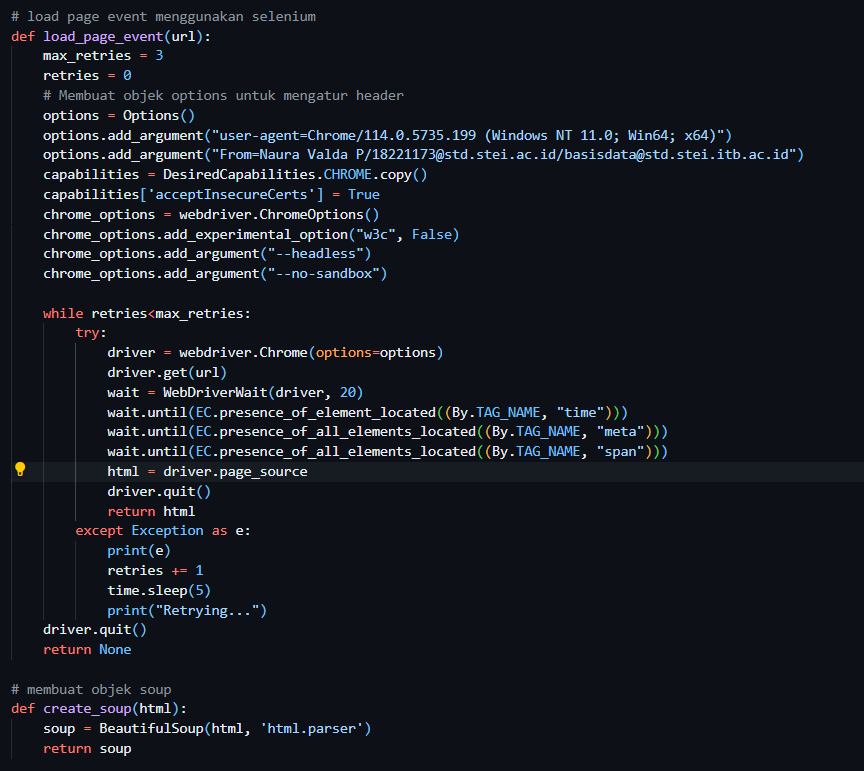 # load page event menggunakan selenium
def load_page_event(url):
    max_retries = 3
    retries = 0
    # Membuat objek options untuk mengatur header
    options = Options()
    options.add_argument("user-agent=Chrome/114.0.5735.199 (Windows NT 11.0; Win64; x64)")
    options.add_argument("From=Naura Valda P/18221173@std.stei.ac.id/basisdata@std.stei.itb.ac.id")
    capabilities = DesiredCapabilities.CHROME.copy()
    capabilities['acceptInsecureCerts'] = True
    chrome_options = webdriver.ChromeOptions()
    chrome_options.add_experimental_option("w3c", False)
    chrome_options.add_argument("--headless")
    chrome_options.add_argument("--no-sandbox")
    while retries<max_retries:
        try:
            driver = webdriver.Chrome(options=options)
            driver.get(url)
            wait = WebDriverWait(driver, 20)
            wait.until(EC.presence_of_element_located((By.TAG_NAME, "time")))
            wait.until(EC.presence_of_all_elements_located((By.TAG_NAME, "meta")))
            wait.until(EC.presence_of_all_elements_located((By.TAG_NAME, "span")))
            html = driver.page_source
            driver.quit()
            return html
        except Exception as e:
            print(e)
            retries += 1
            time.sleep(5)
            print("Retrying...")
    driver.quit()
    return None
# membuat objek soup
def create_soup(html):
    soup = BeautifulSoup(html, 'html.parser')
    return soup